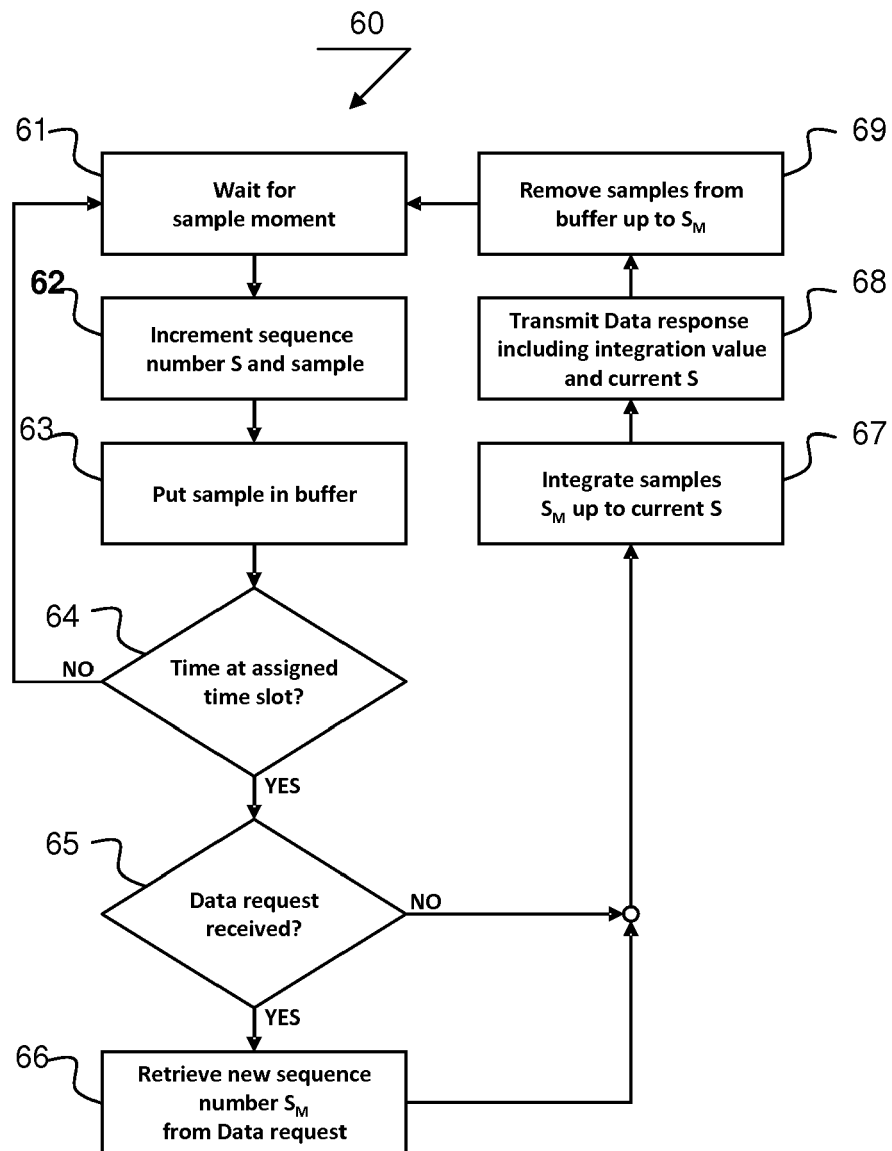 60
61
Wait for
sample moment
62
Increment sequence
number S and sample
63
Put sample in buffer
64
Time at assigned
time slot?
NO
YES
65
Data request
received?
NO
YES
66
Retrieve new sequence
number S_M
from Data request
67
Integrate samples
S_M up to current S
68
Transmit Data response
including integration value
and current S
69
Remove samples from
buffer up to S_M